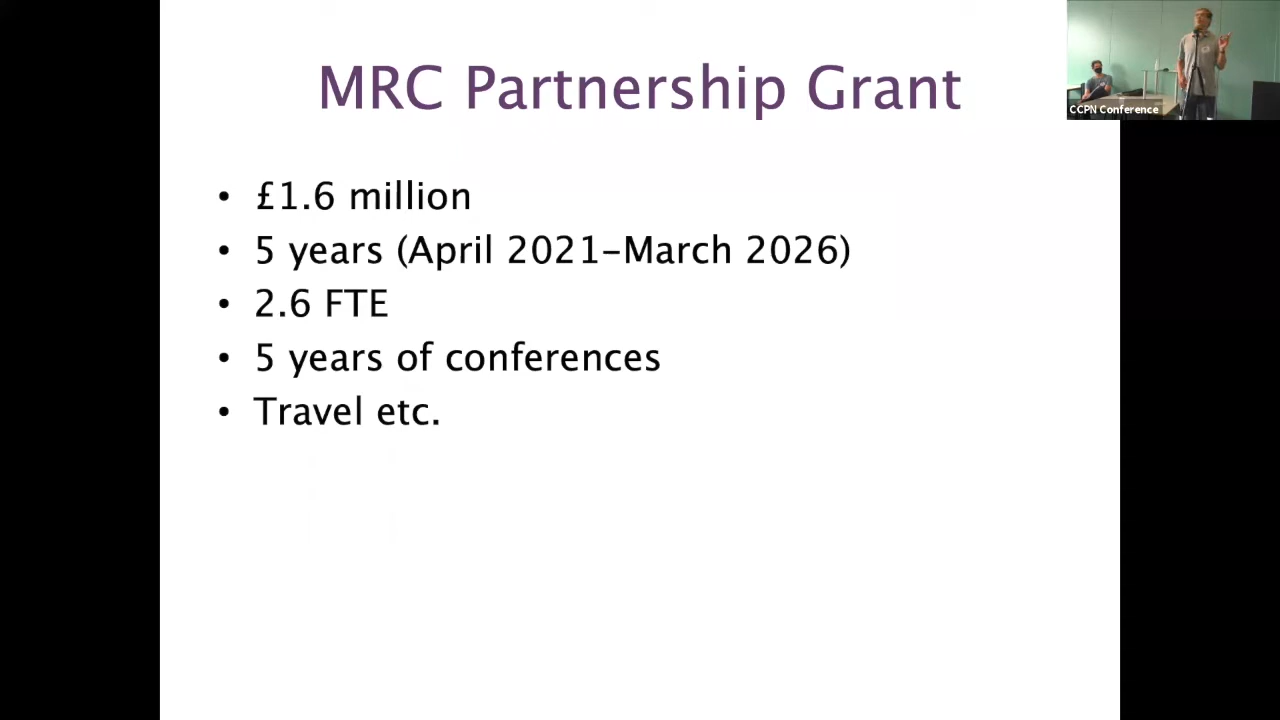 MRC Partnership Grant
CCPN Conference
• £1.6 million
• 5 years (April 2021–March 2026)
• 2.6 FTE
• 5 years of conferences
• Travel etc.